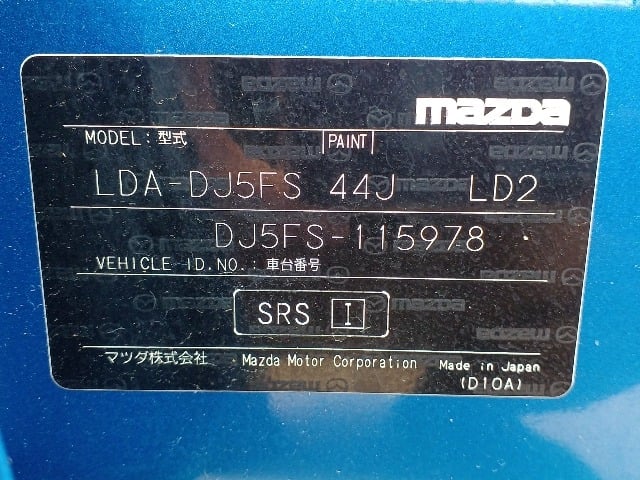 mazda
MODEL: 型式 PAINT
LDA-DJ5FS 44J LD2
DJ5FS-115978
VEHICLE ID.NO.: 車台番号
SRS I
マツダ株式会社 Mazda Motor Corporation Made in Japan
(D10A)